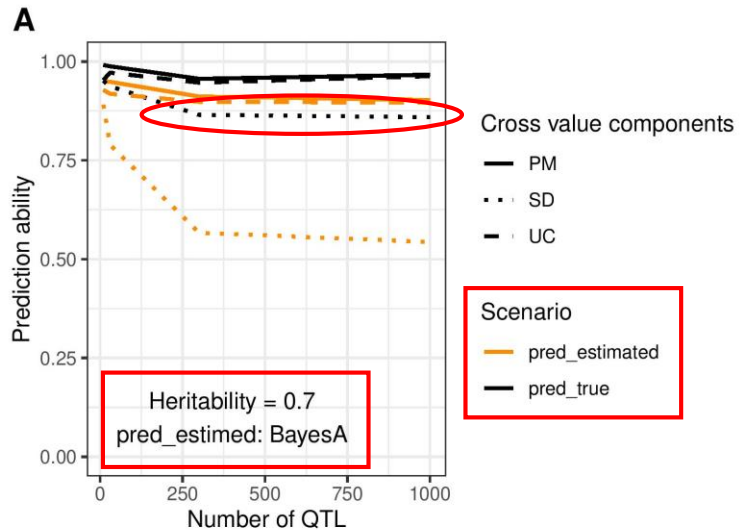 A
1.00
0.75
0.50
0.25
0.00
Prediction ability
Heritability = 0.7
pred_estimed: BayesA
0
250
500
750
1000
Number of QTL
Cross value components
PM
SD
UC
Scenario
pred_estimated
pred_true